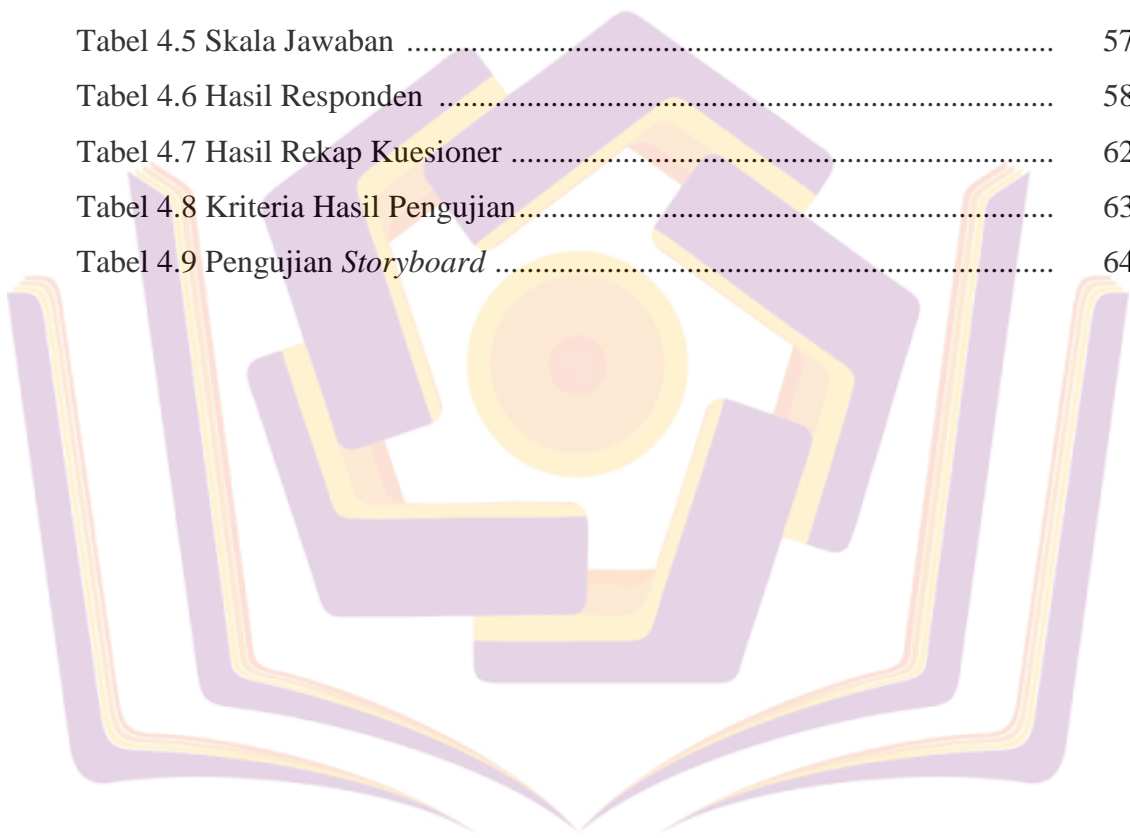 Tabel 4.5 Skala Jawaban ................................................................................ 57
Tabel 4.6 Hasil Responden ............................................................................ 58
Tabel 4.7 Hasil Rekap Kuesioner ................................................................... 62
Tabel 4.8 Kriteria Hasil Pengujian.................................................................. 63
Tabel 4.9 Pengujian Storyboard ..................................................................... 64